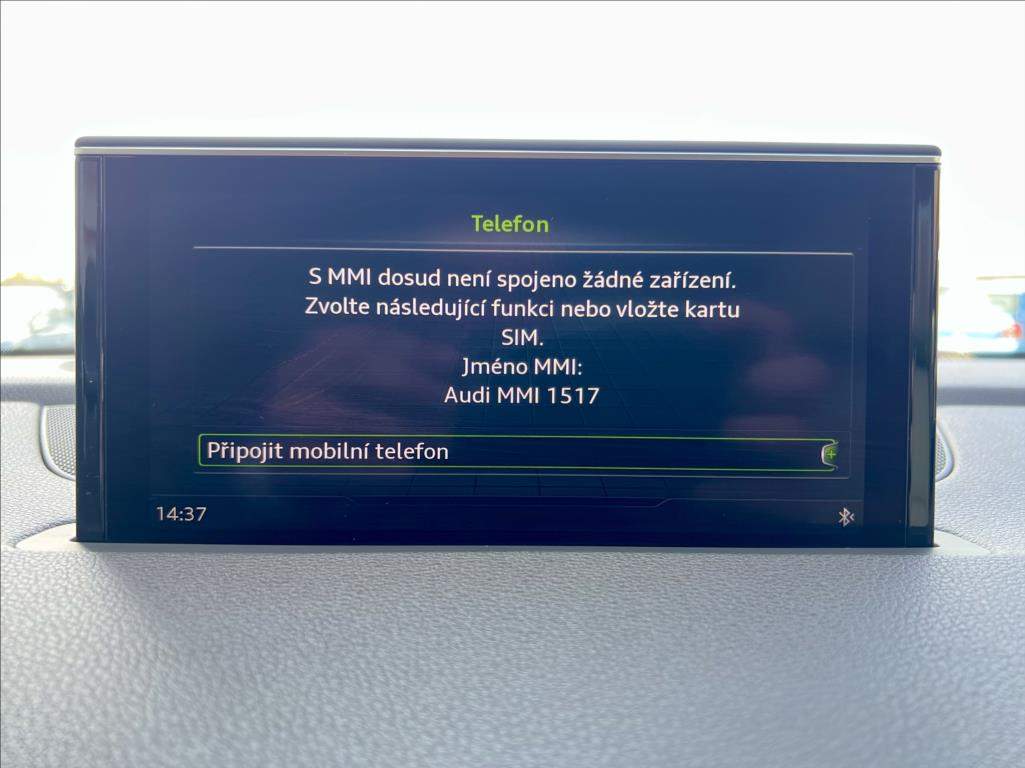 Telefon
S MMI dosud není spojeno žádné zařízení.
Zvolte následující funkci nebo vložte kartu
SIM.
Jméno MMI:
Audi MMI 1517
Připojit mobilní telefon
14:37